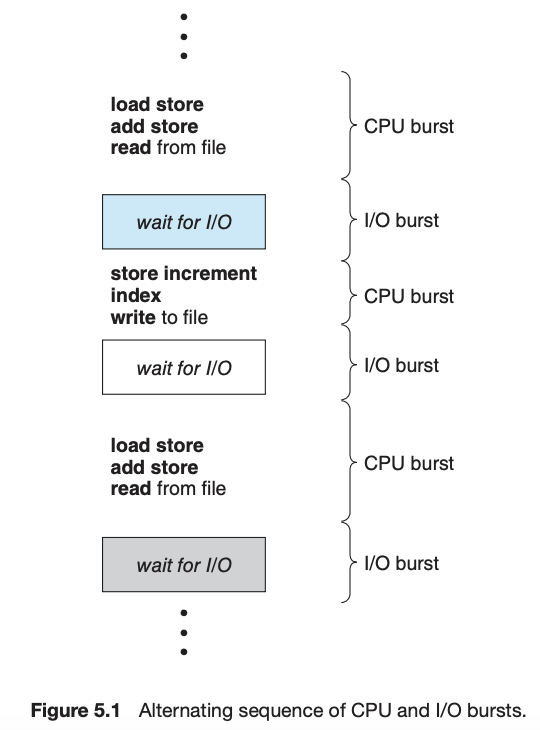 load store
add store
read from file
CPU burst
wait for I/O
I/O burst
store increment
index
write to file
CPU burst
wait for I/O
I/O burst
load store
add store
read from file
CPU burst
wait for I/O
I/O burst
Figure 5.1 Alternating sequence of CPU and I/O bursts.